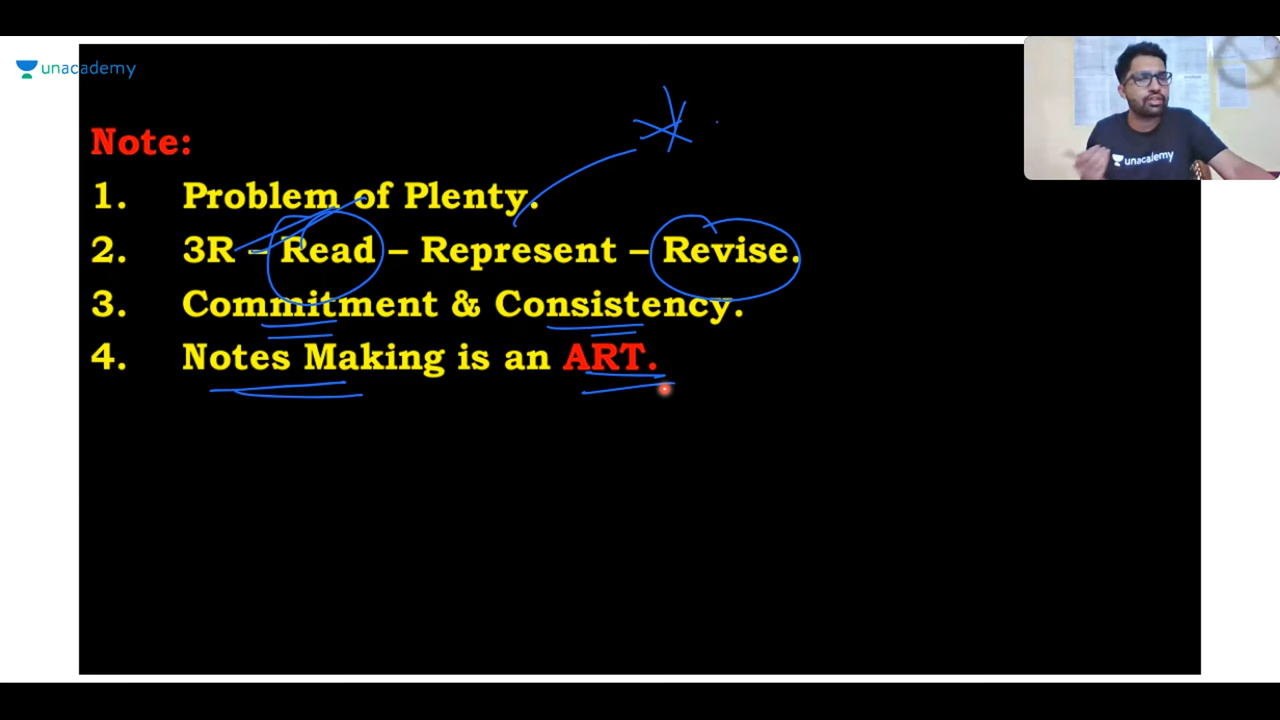 unacademy
Note:
1. Problem of Plenty.
2. 3R – Read – Represent – Revise.
3. Commitment & Consistency.
4. Notes Making is an ART.
unacademy